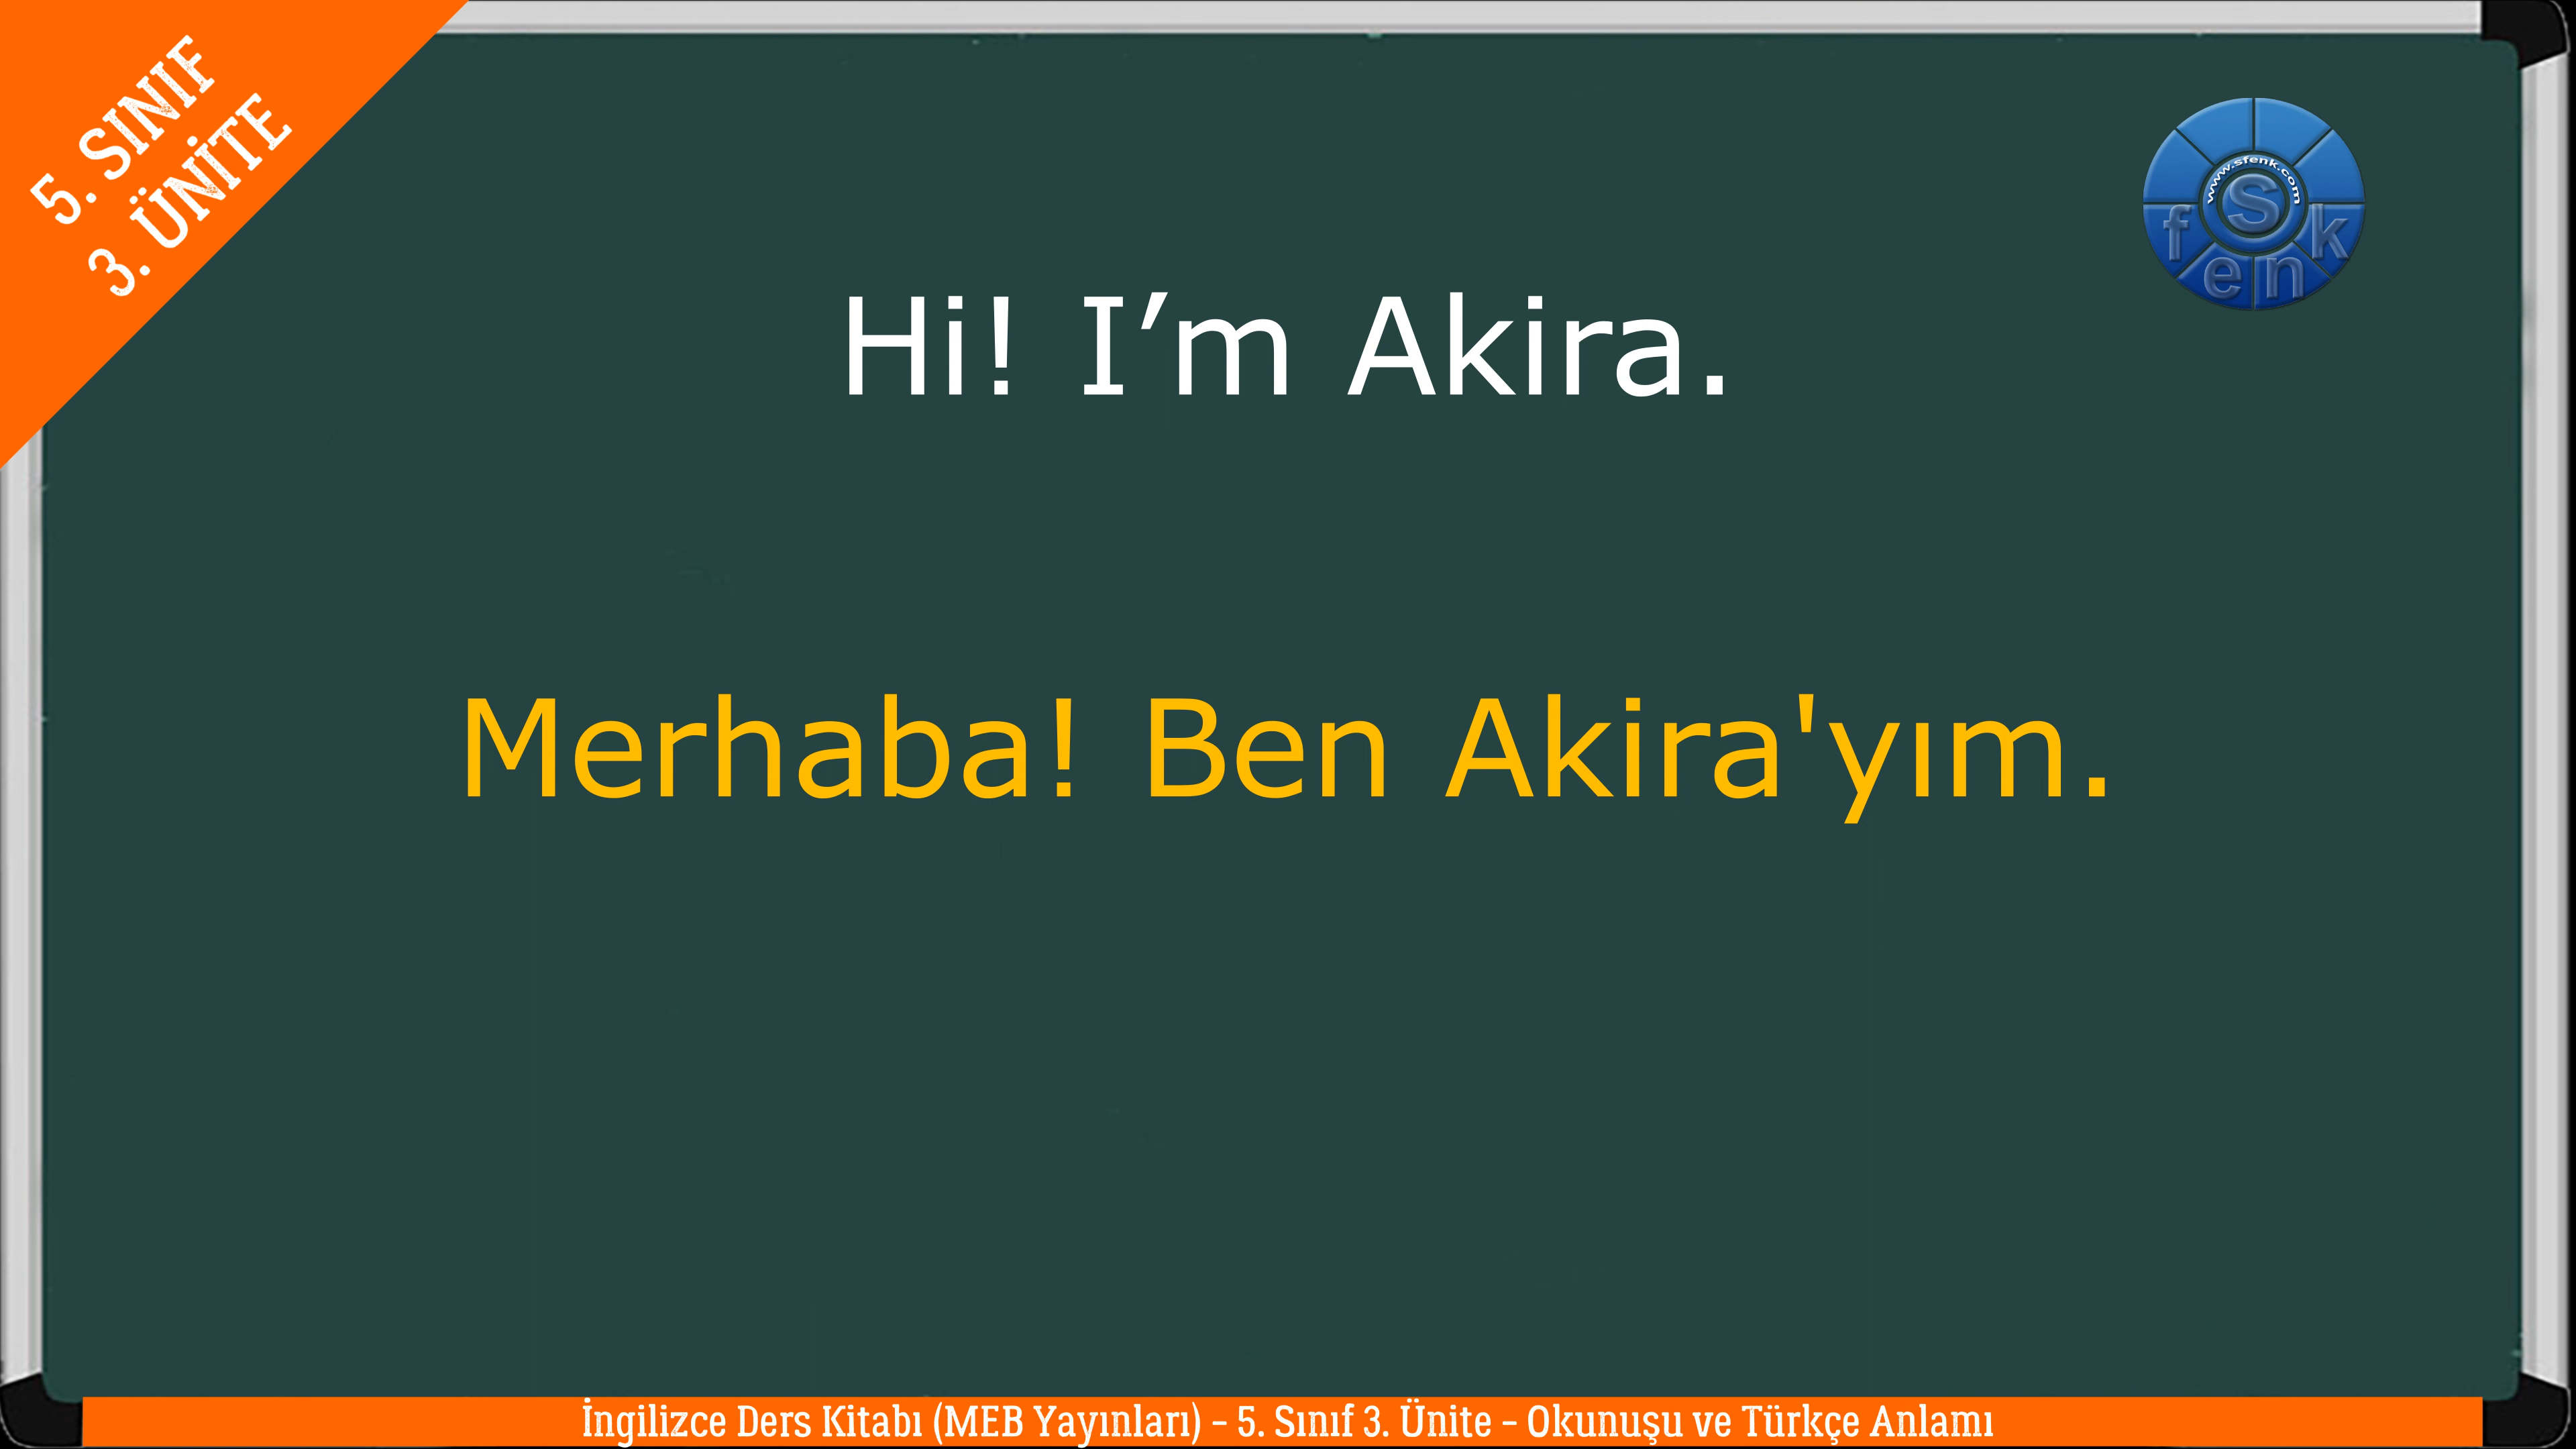 5. SINIF
3. ÜNİTE
www.sfenk.com
S
f e n k
Hi! I’m Akira.
Merhaba! Ben Akira'yım.
İngilizce Ders Kitabı (MEB Yayınları) – 5. Sınıf 3. Ünite – Okunuşu ve Türkçe Anlamı